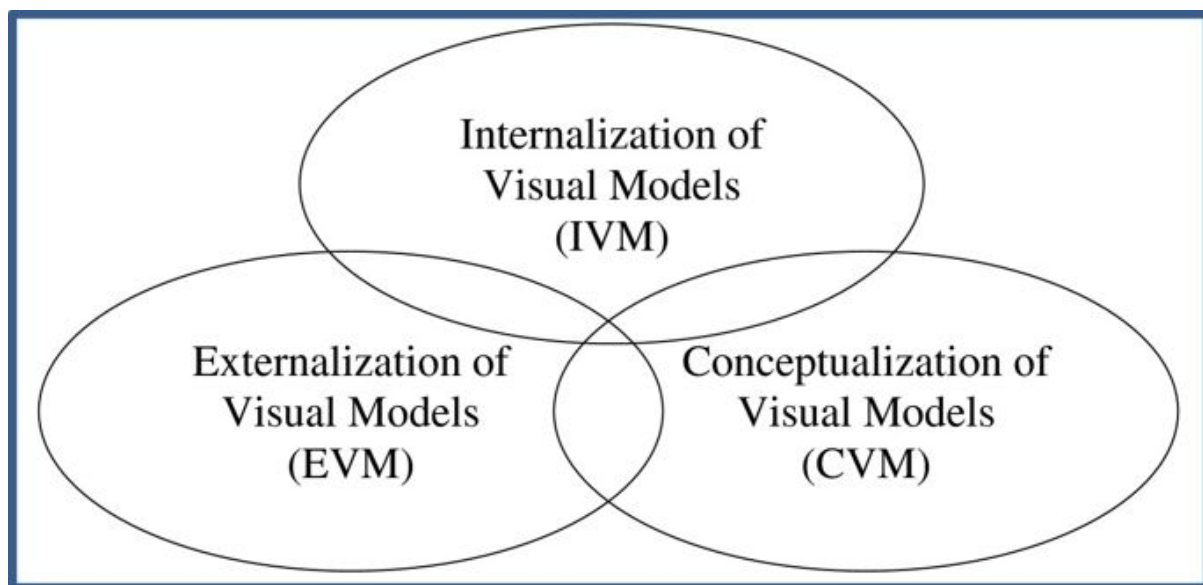 Internalization of
Visual Models
(IVM)
Externalization of
Visual Models
(EVM)
Conceptualization of
Visual Models
(CVM)